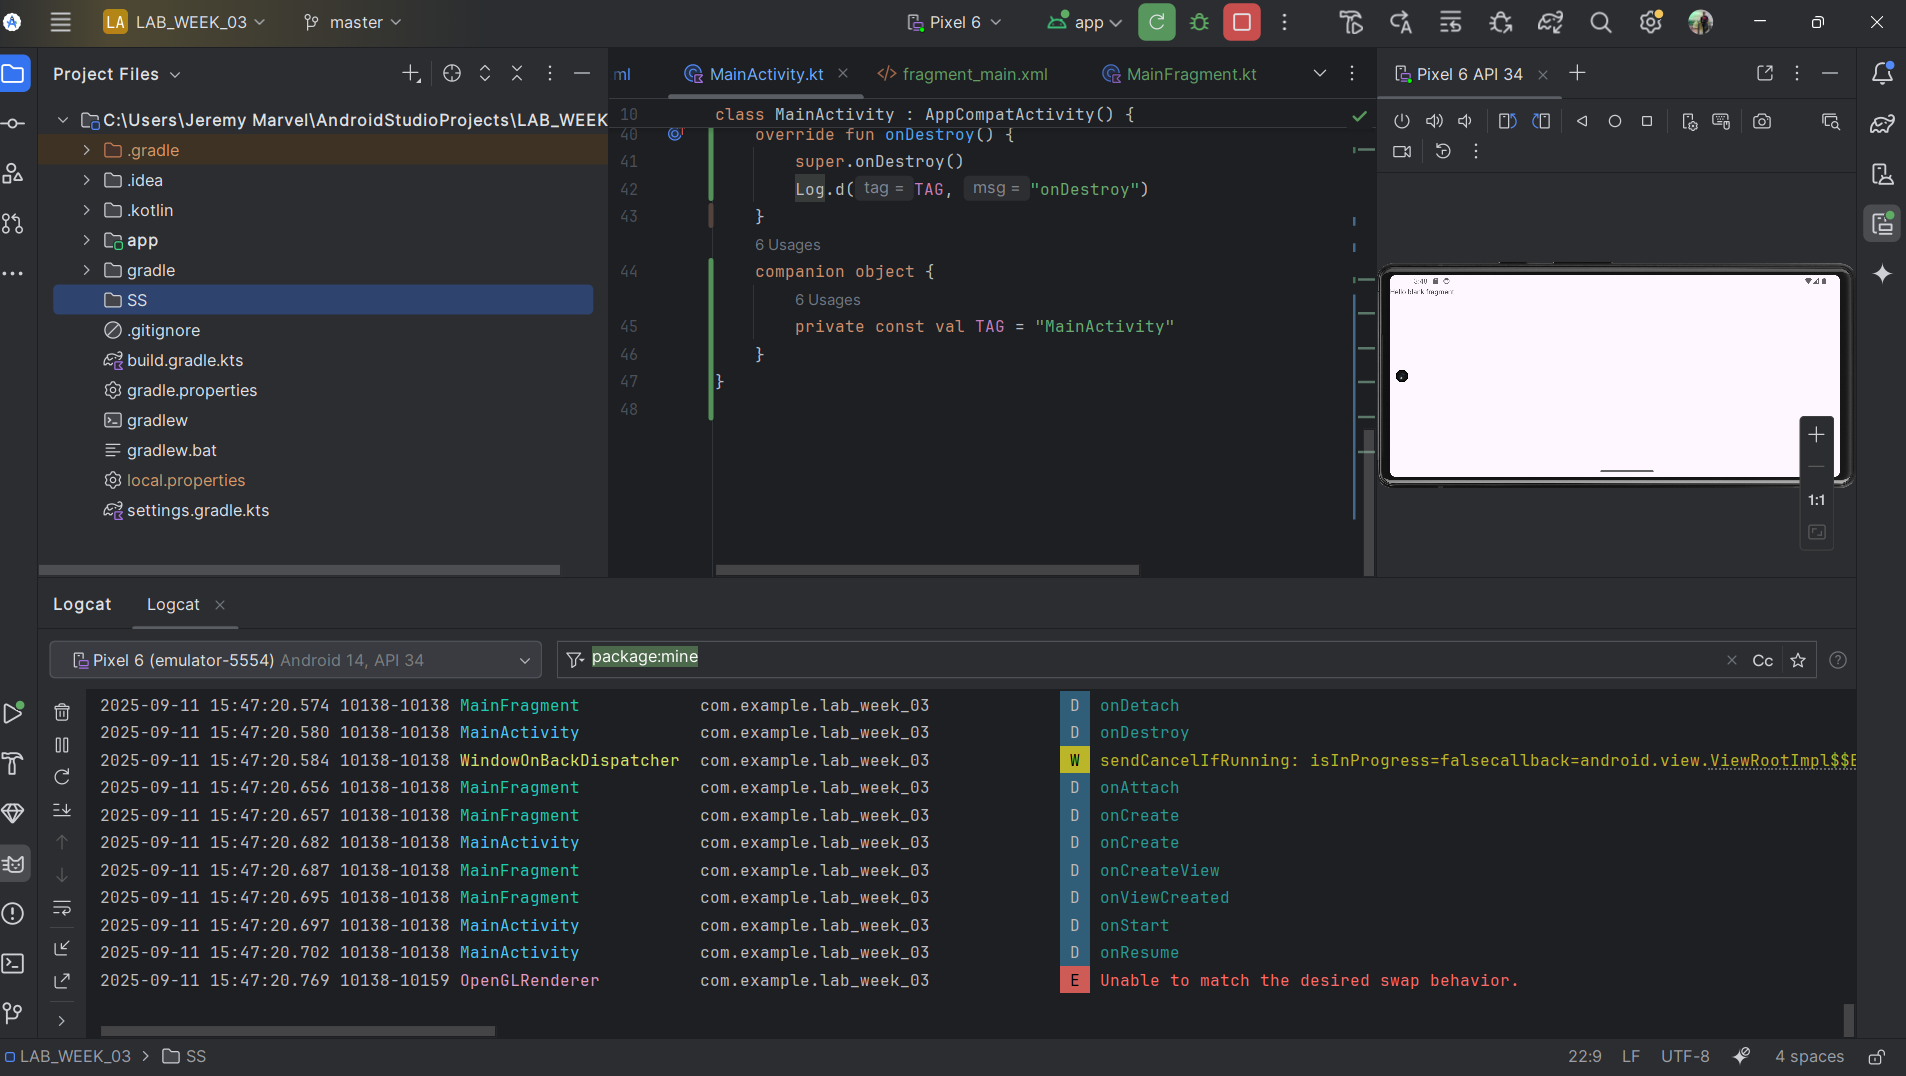 LA LAB_WEEK_03 master Pixel 6 app
Project Files
C:\Users\Jeremy Marvel\AndroidStudioProjects\LAB_WEEK
.gradle
.idea
.kotlin
app
gradle
SS
.gitignore
build.gradle.kts
gradle.properties
gradlew
gradlew.bat
local.properties
settings.gradle.kts
ml MainActivity.kt fragment_main.xml MainFragment.kt
10 class MainActivity : AppCompatActivity() {
40 override fun onDestroy() {
41 super.onDestroy()
42 Log.d( tag = TAG, msg = "onDestroy")
43 }
6 Usages
44 companion object {
6 Usages
45 private const val TAG = "MainActivity"
46 }
47 }
48
Pixel 6 API 34
3:48
Hello blank fragment
1:1
Logcat Logcat
Pixel 6 (emulator-5554) Android 14, API 34
package:mine
Cc
2025-09-11 15:47:20.574 10138-10138 MainFragment com.example.lab_week_03 D onDetach
2025-09-11 15:47:20.580 10138-10138 MainActivity com.example.lab_week_03 D onDestroy
2025-09-11 15:47:20.584 10138-10138 WindowOnBackDispatcher com.example.lab_week_03 W sendCancelIfRunning: isInProgress=falsecallback=android.view.ViewRootImpl$$E
2025-09-11 15:47:20.656 10138-10138 MainFragment com.example.lab_week_03 D onAttach
2025-09-11 15:47:20.657 10138-10138 MainFragment com.example.lab_week_03 D onCreate
2025-09-11 15:47:20.682 10138-10138 MainActivity com.example.lab_week_03 D onCreate
2025-09-11 15:47:20.687 10138-10138 MainFragment com.example.lab_week_03 D onCreateView
2025-09-11 15:47:20.695 10138-10138 MainFragment com.example.lab_week_03 D onViewCreated
2025-09-11 15:47:20.697 10138-10138 MainActivity com.example.lab_week_03 D onStart
2025-09-11 15:47:20.702 10138-10138 MainActivity com.example.lab_week_03 D onResume
2025-09-11 15:47:20.769 10138-10159 OpenGLRenderer com.example.lab_week_03 E Unable to match the desired swap behavior.
LAB_WEEK_03 > SS
22:9 LF UTF-8 4 spaces